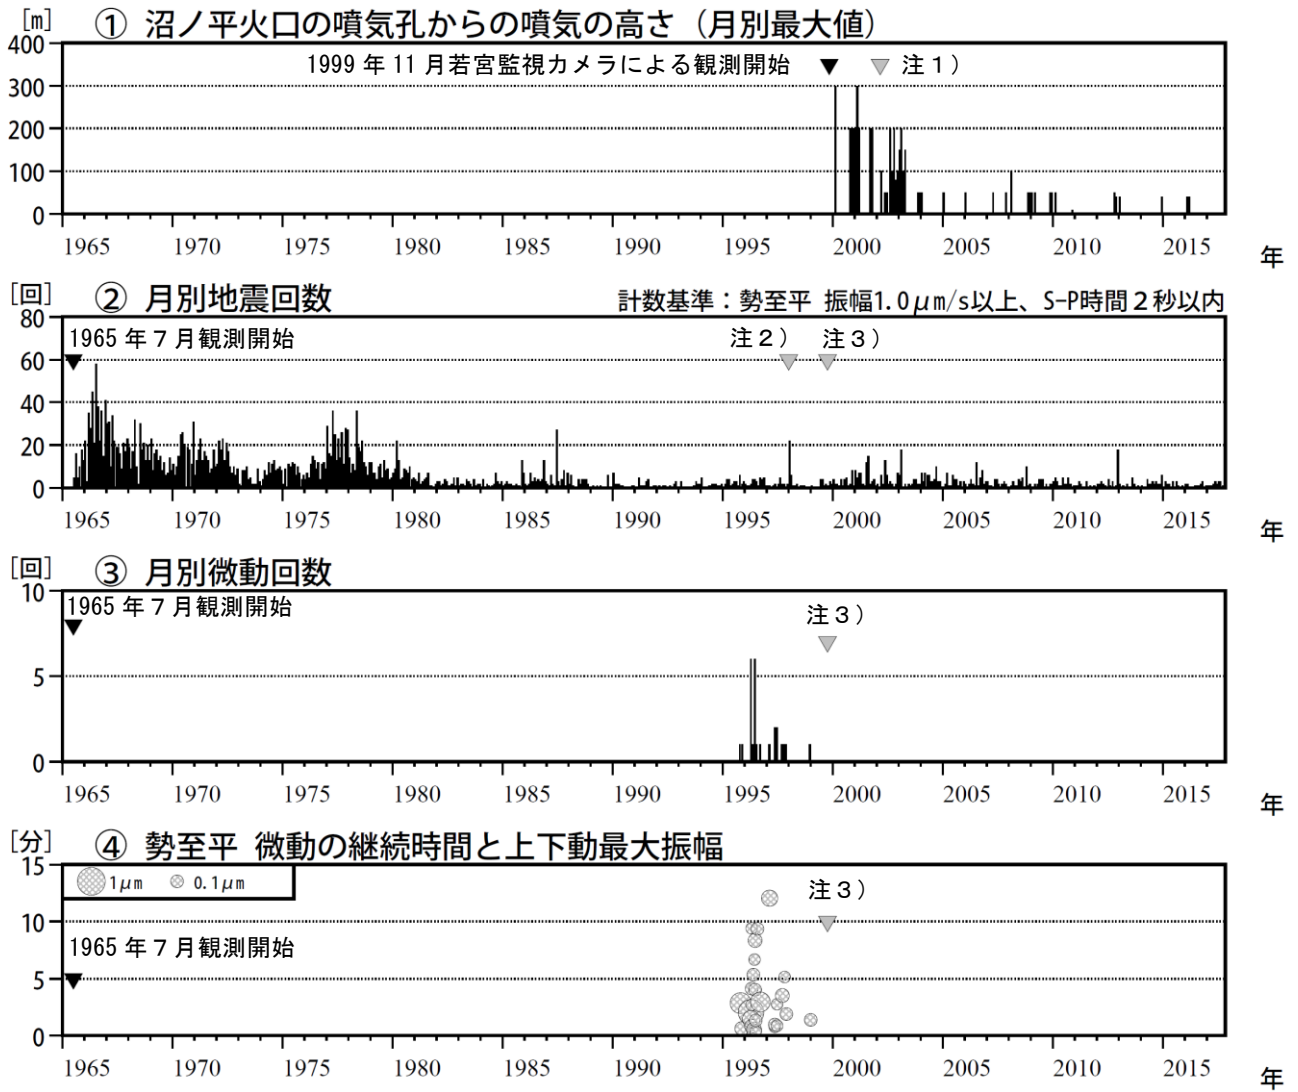 [m] ① 沼ノ平火口の噴気孔からの噴気の高さ（月別最大値）
400
1999 年 11 月若宮監視カメラによる観測開始 注１）
300
200
100
0
1965 1970 1975 1980 1985 1990 1995 2000 2005 2010 2015 年
[回] ② 月別地震回数 計数基準：勢至平 振幅1.0μm/s以上、S-P時間２秒以内
80
1965 年７月観測開始 注２） 注３）
60
40
20
0
1965 1970 1975 1980 1985 1990 1995 2000 2005 2010 2015 年
[回] ③ 月別微動回数
10
1965 年７月観測開始 注３）
5
0
1965 1970 1975 1980 1985 1990 1995 2000 2005 2010 2015 年
[分] ④ 勢至平 微動の継続時間と上下動最大振幅
15
1μm 0.1μm 注３）
10
1965 年７月観測開始
5
0
1965 1970 1975 1980 1985 1990 1995 2000 2005 2010 2015 年